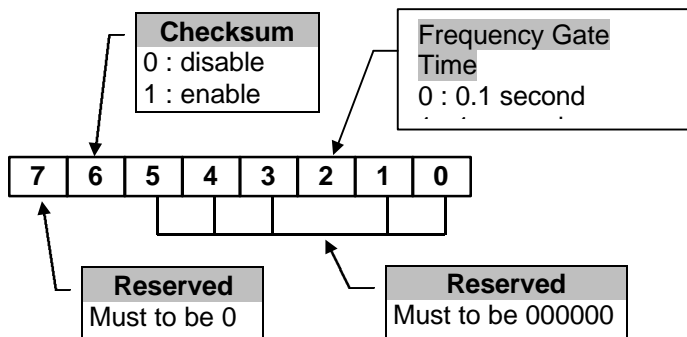 Checksum
0 : disable
1 : enable
Frequency Gate
Time
0 : 0.1 second
7 6 5 4 3 2 1 0
Reserved
Must to be 0
Reserved
Must to be 000000